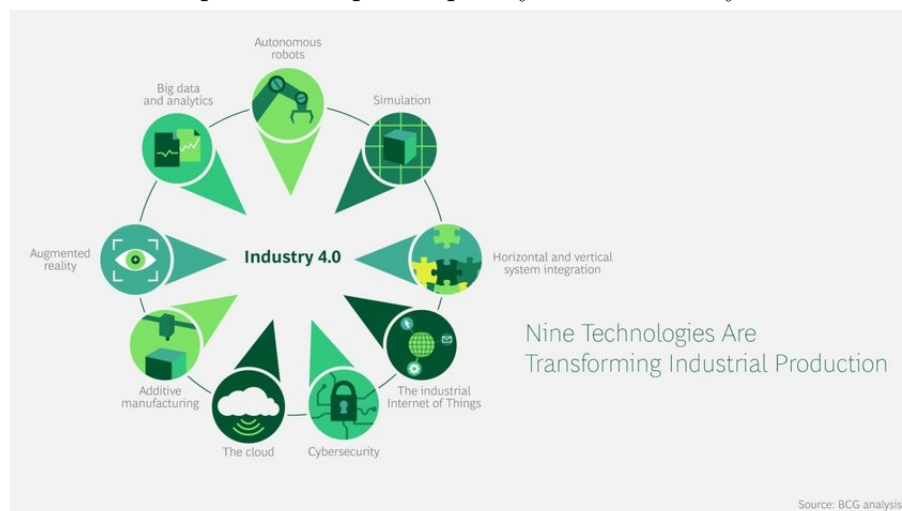 Autonomous
robots
Big data
and analytics
Simulation
Augmented
reality
Industry 4.0
Horizontal and vertical
system integration
Nine Technologies Are
Transforming Industrial Production
Additive
manufacturing
The industrial
Internet of Things
The cloud
Cybersecurity
Source: BCG analysis